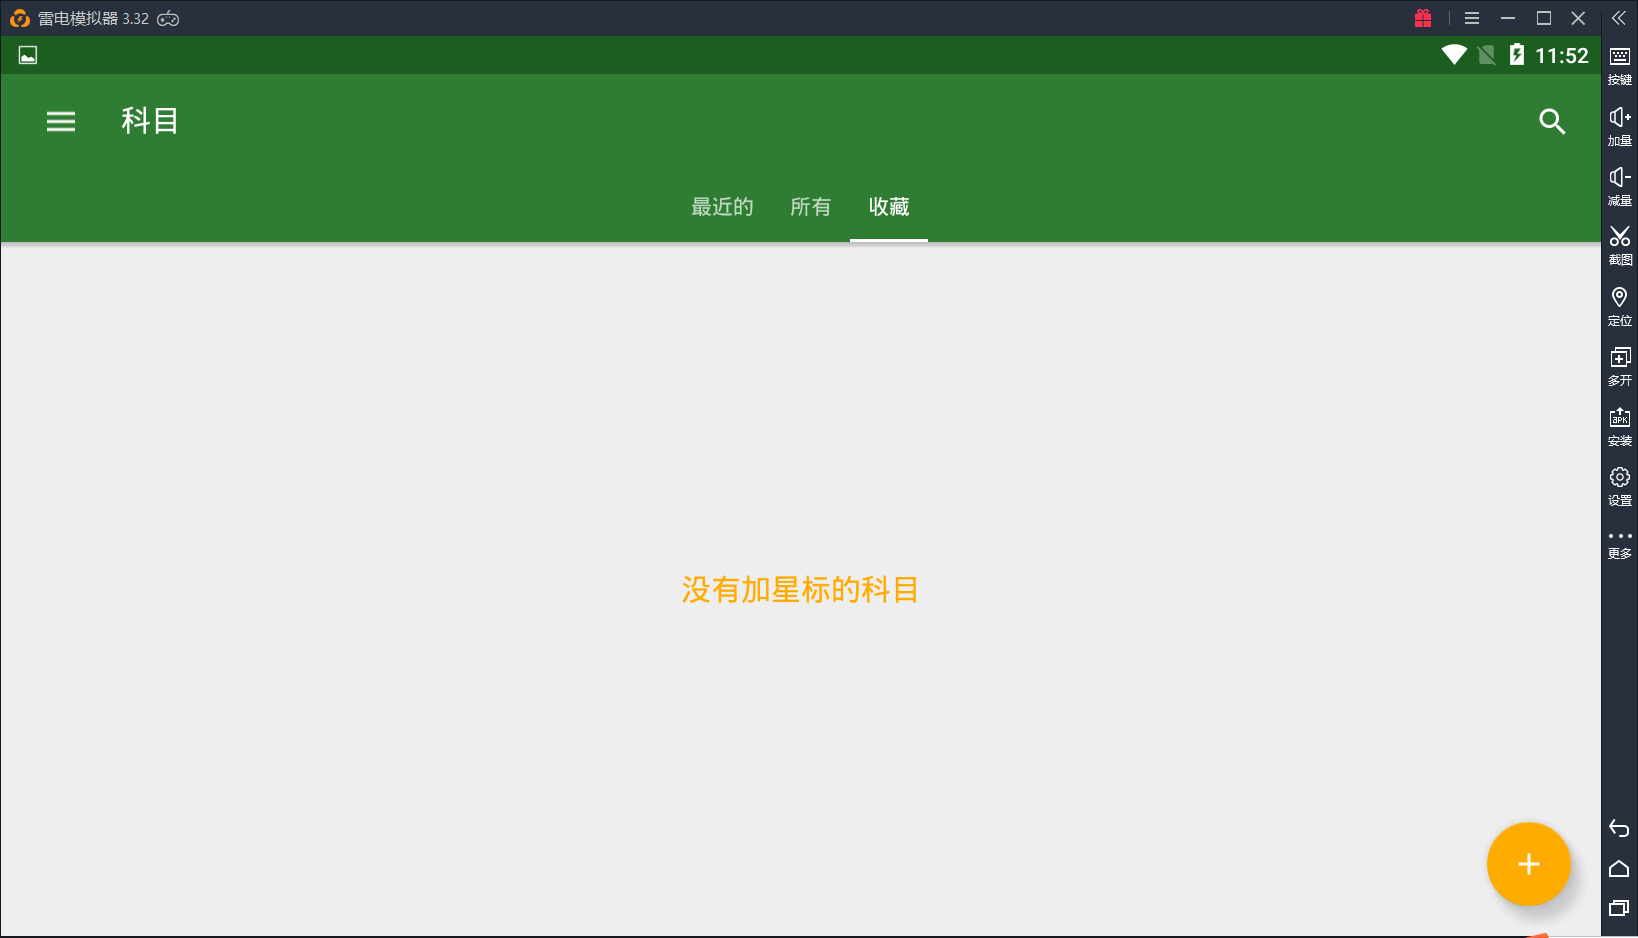 雷电模拟器 3.32
11:52
科目
最近的
所有
收藏
没有加星标的科目
按键
加量
减量
截图
定位
多开
APK
安装
设置
更多